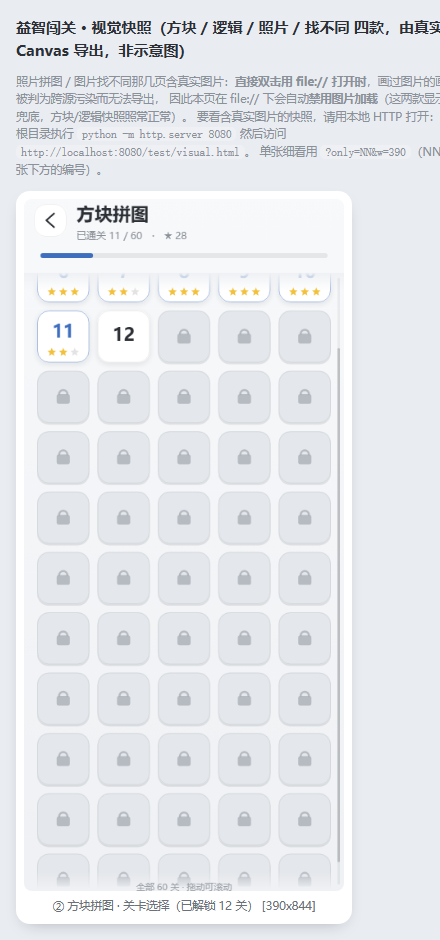 益智闯关 · 视觉快照（方块 / 逻辑 / 照片 / 找不同 四款，由真实
Canvas 导出，非示意图）
照片拼图 / 图片找不同那几页含真实图片：直接双击用 file:// 打开时，画过图片的画
被判为跨源污染而无法导出， 因此本页在 file:// 下会自动禁用图片加载（这两款显示
兜底，方块/逻辑快照照常正常）。 要看含真实图片的快照，请用本地 HTTP 打开：
根目录执行 python -m http.server 8080 然后访问
http://localhost:8080/test/visual.html 。 单张细看用 ?only=NN&w=390 （NN
张下方的编号）。
方块拼图
已通关 11 / 60 · ★ 28
11
12
全部 60 关 · 拖动可滚动
② 方块拼图 · 关卡选择（已解锁 12 关） [390x844]